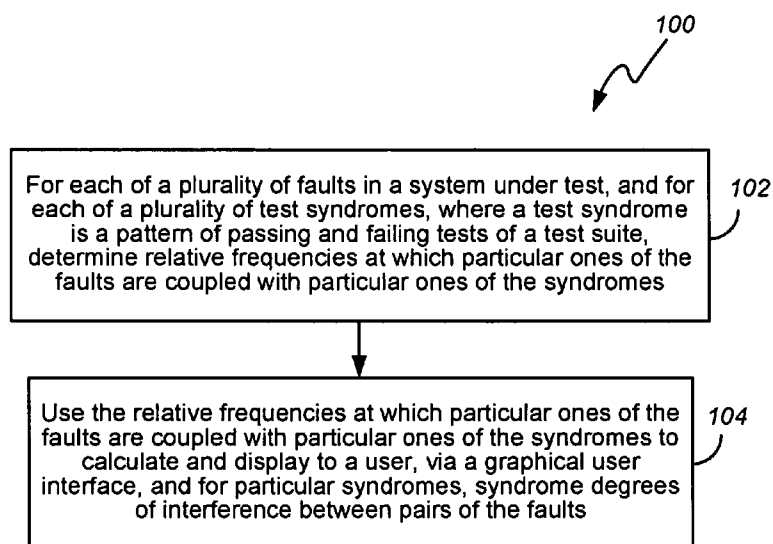 100
For each of a plurality of faults in a system under test, and for
each of a plurality of test syndromes, where a test syndrome
is a pattern of passing and failing tests of a test suite,
determine relative frequencies at which particular ones of the
faults are coupled with particular ones of the syndromes
102
Use the relative frequencies at which particular ones of the
faults are coupled with particular ones of the syndromes to
calculate and display to a user, via a graphical user
interface, and for particular syndromes, syndrome degrees
of interference between pairs of the faults
104